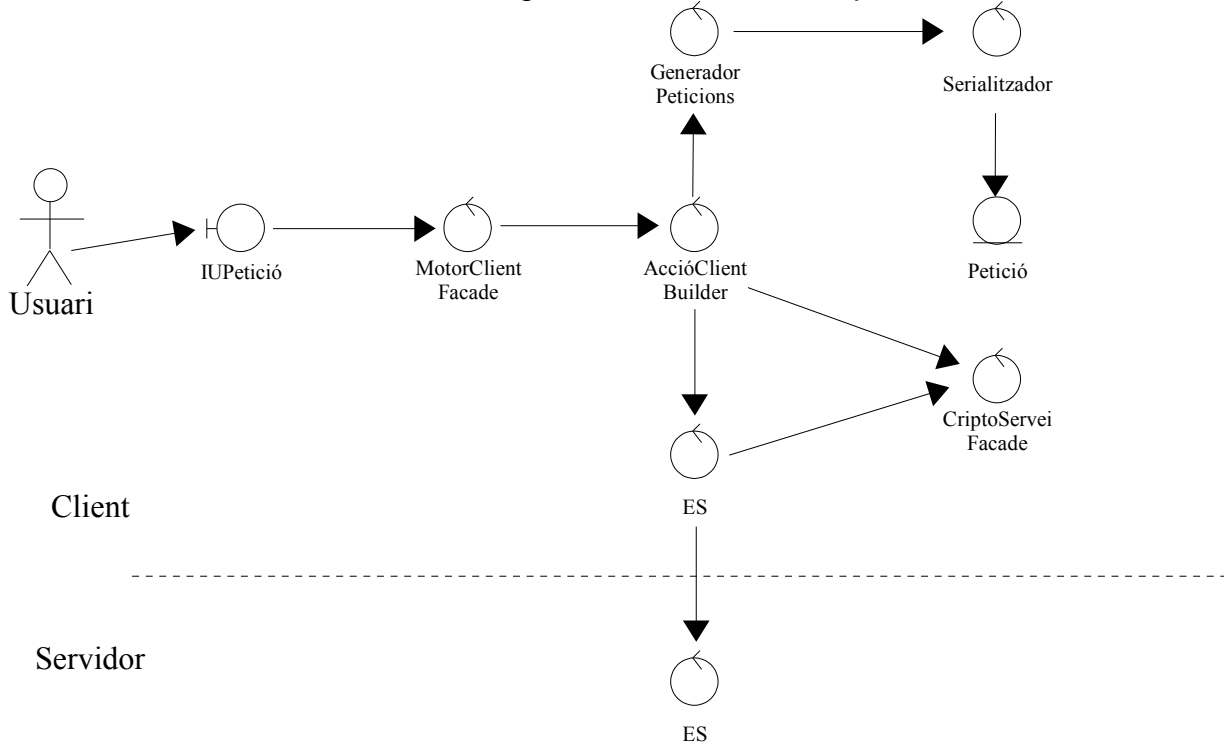 Generador
Peticions
Serialitzador
Usuari
IUPetició
MotorClient
Facade
AccióClient
Builder
Petició
CriptoServei
Facade
ES
Client
Servidor
ES